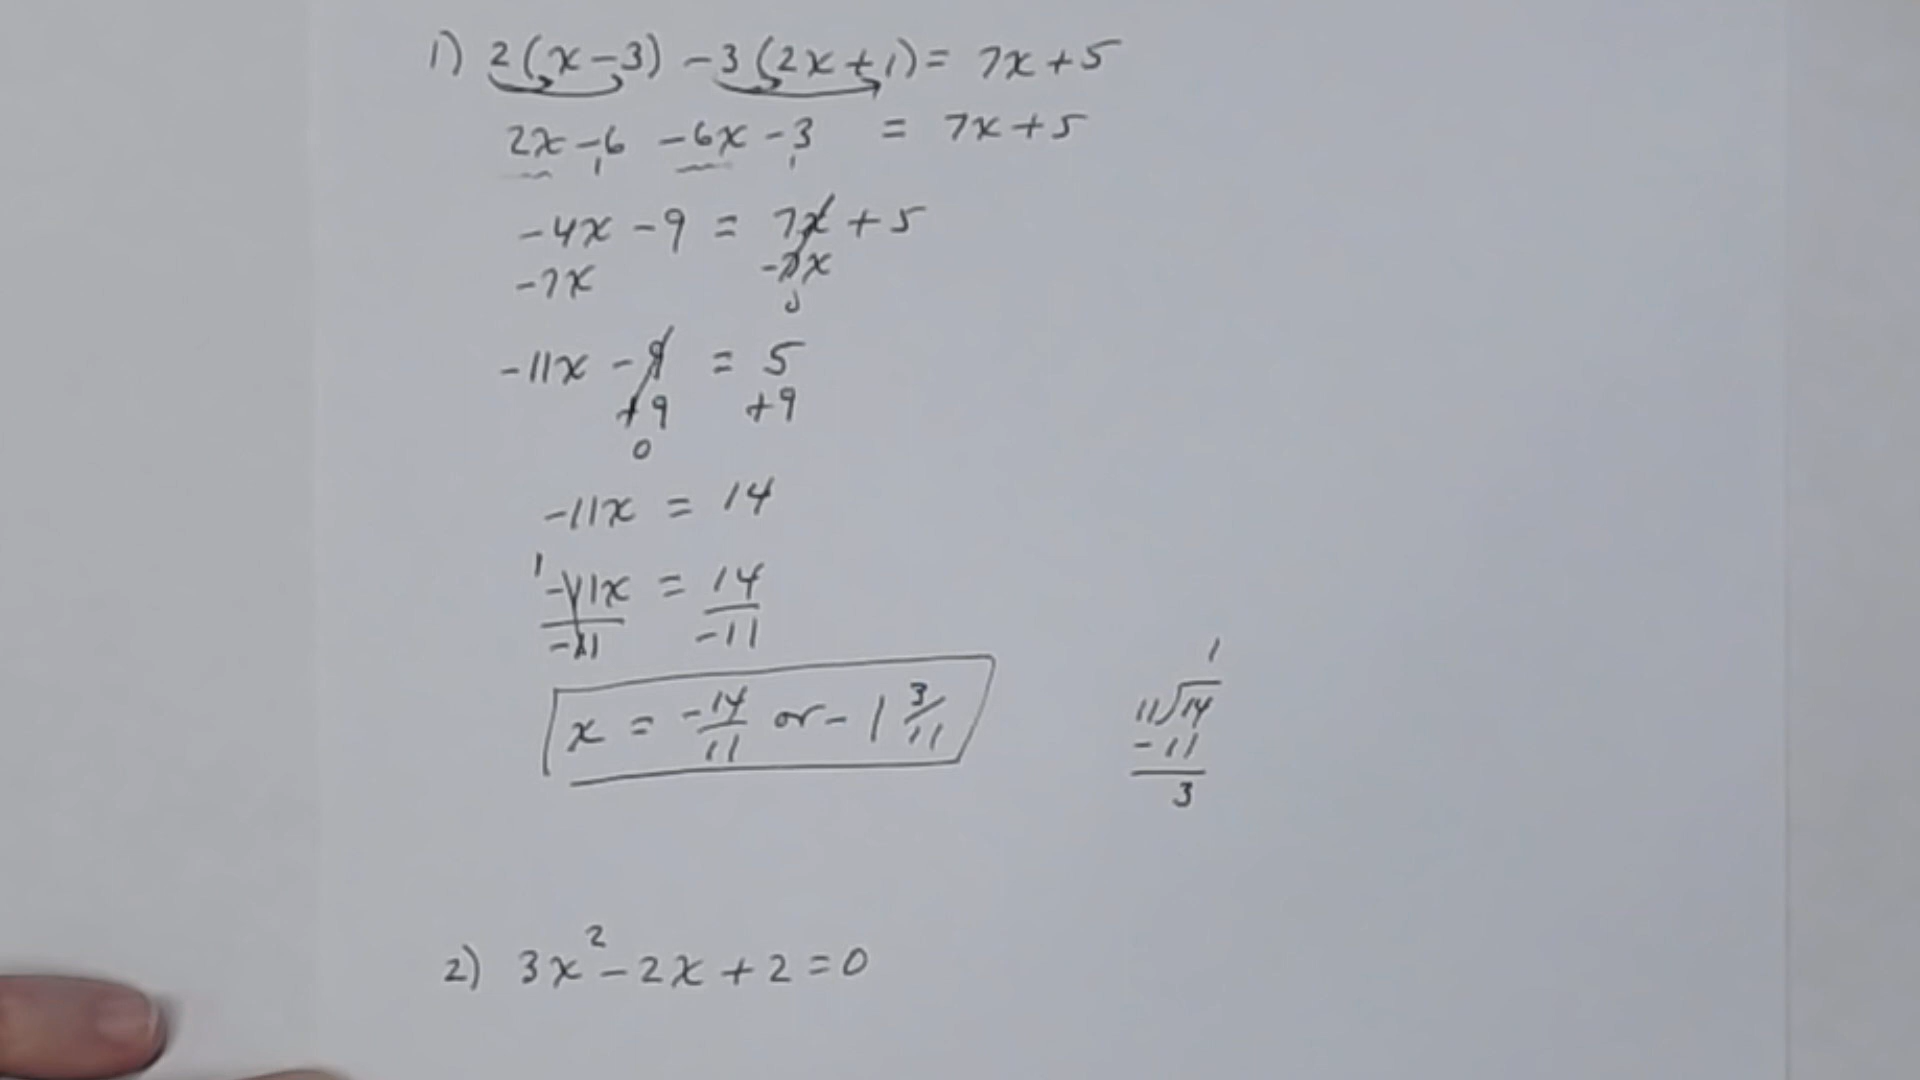 1) 2(x-3) -3(2x+1) = 7x+5
2x-6 -6x-3 = 7x+5
-4x-9 = 7x+5
-7x -7x
0
-11x-9 = 5
+9 +9
0
-11x = 14
1
-11x/-11 = 14/-11
x = -14/11 or -1 3/11
1
11)14
-11
3
2) 3x²-2x+2=0